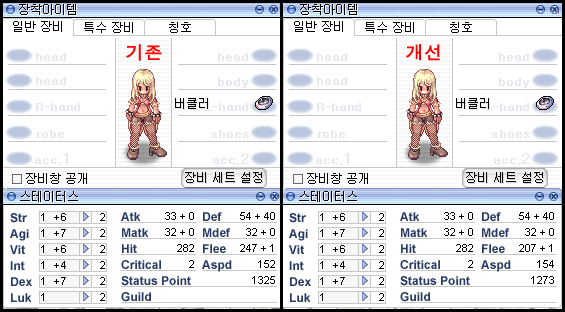 장착아이템
일반 장비 특수 장비 칭호
기존
head head
head body
R-hand 버클러 -hand
robe shoes
acc.1 acc.2
장비창 공개 장비 세트 설정
스테이터스
Str 1 +6 2 Atk 33 + 0 Def 54 + 40
Agi 1 +7 2 Matk 32 + 0 Mdef 32 + 0
Vit 1 +6 2 Hit 282 Flee 247 + 1
Int 1 +4 2 Critical 2 Aspd 152
Dex 1 +7 2 Status Point 1325
Luk 1 2 Guild
장착아이템
일반 장비 특수 장비 칭호
개선
head head
head body
R-hand 버클러 -hand
robe shoes
acc.1 acc.2
장비창 공개 장비 세트 설정
스테이터스
Str 1 +6 2 Atk 33 + 0 Def 54 + 40
Agi 1 +7 2 Matk 32 + 0 Mdef 32 + 0
Vit 1 +6 2 Hit 282 Flee 207 + 1
Int 1 +4 2 Critical 2 Aspd 154
Dex 1 +7 2 Status Point 1273
Luk 1 2 Guild